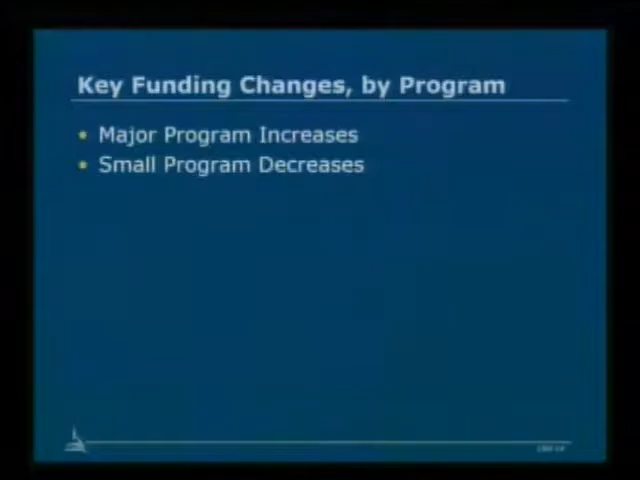 Key Funding Changes, by Program
Major Program Increases
Small Program Decreases